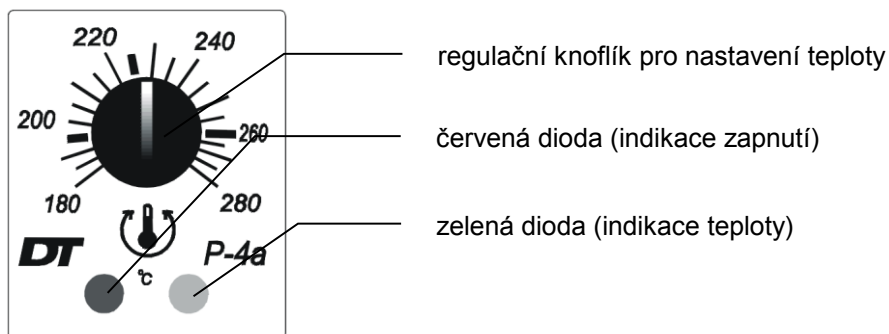 220
240
regulační knoflík pro nastavení teploty
200
260
červená dioda (indikace zapnutí)
180
280
zelená dioda (indikace teploty)
DT
P-4a
°C